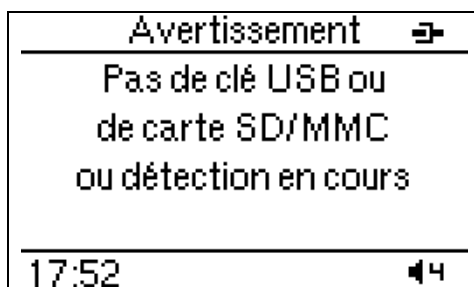 Avertissement
Pas de clé USB ou
de carte SD/MMC
ou détection en cours
17:52 4